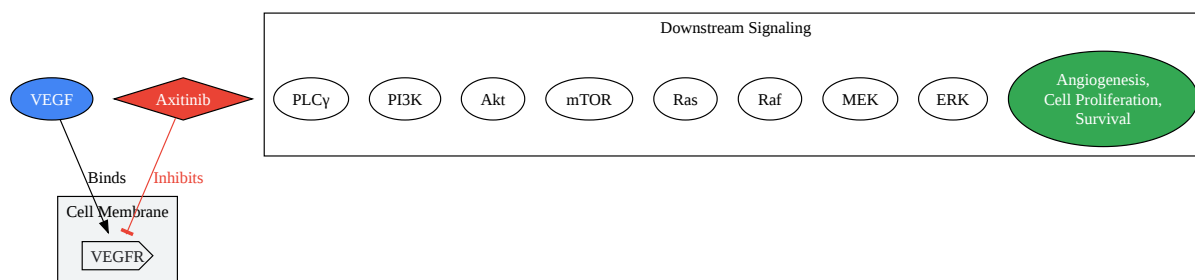 Downstream Signaling
VEGF
Axitinib
PLCγ
PI3K
Akt
mTOR
Ras
Raf
MEK
ERK
Angiogenesis,
Cell Proliferation,
Survival
Binds
Inhibits
Cell Membrane
VEGFR